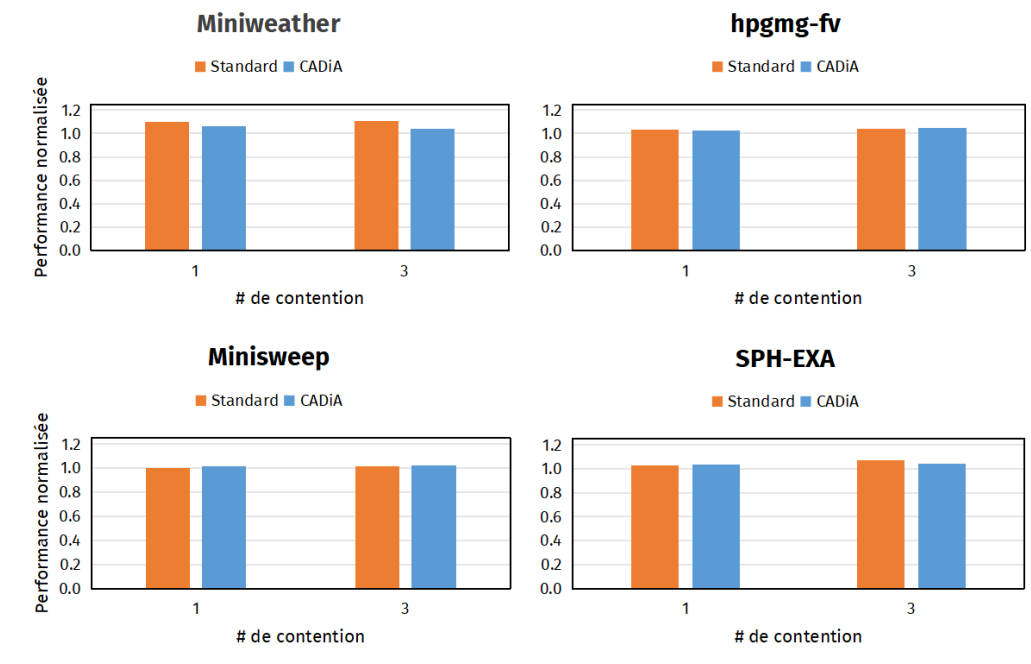 Miniweather
Standard CADiA
Performance normalisée
1.2
1.0
0.8
0.6
0.4
0.2
0.0
1 3
# de contention
hpgmg-fv
Standard CADiA
1.2
1.0
0.8
0.6
0.4
0.2
0.0
1 3
# de contention
Minisweep
Standard CADiA
Performance normalisée
1.2
1.0
0.8
0.6
0.4
0.2
0.0
1 3
# de contention
SPH-EXA
Standard CADiA
1.2
1.0
0.8
0.6
0.4
0.2
0.0
1 3
# de contention